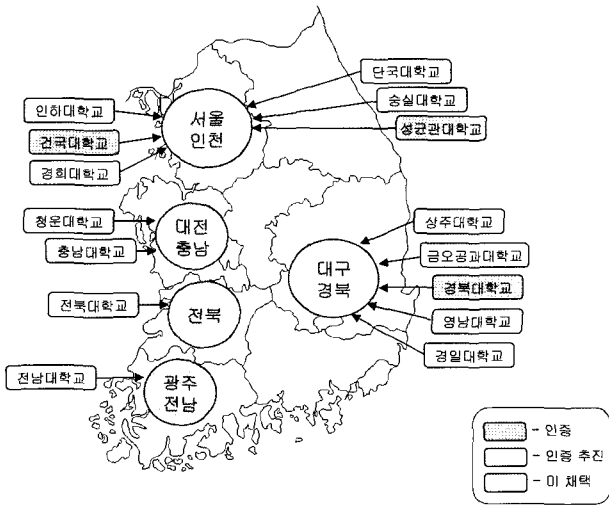 단국대학교
숭실대학교
성균관대학교
인하대학교
건국대학교
경희대학교
서울
인천
청운대학교
충남대학교
대전
충남
전북대학교
전북
전남대학교
광주
전남
대구
경북
상주대학교
금오공과대학교
경북대학교
영남대학교
경일대학교
- 인증
- 인증 추진
- 미 채택